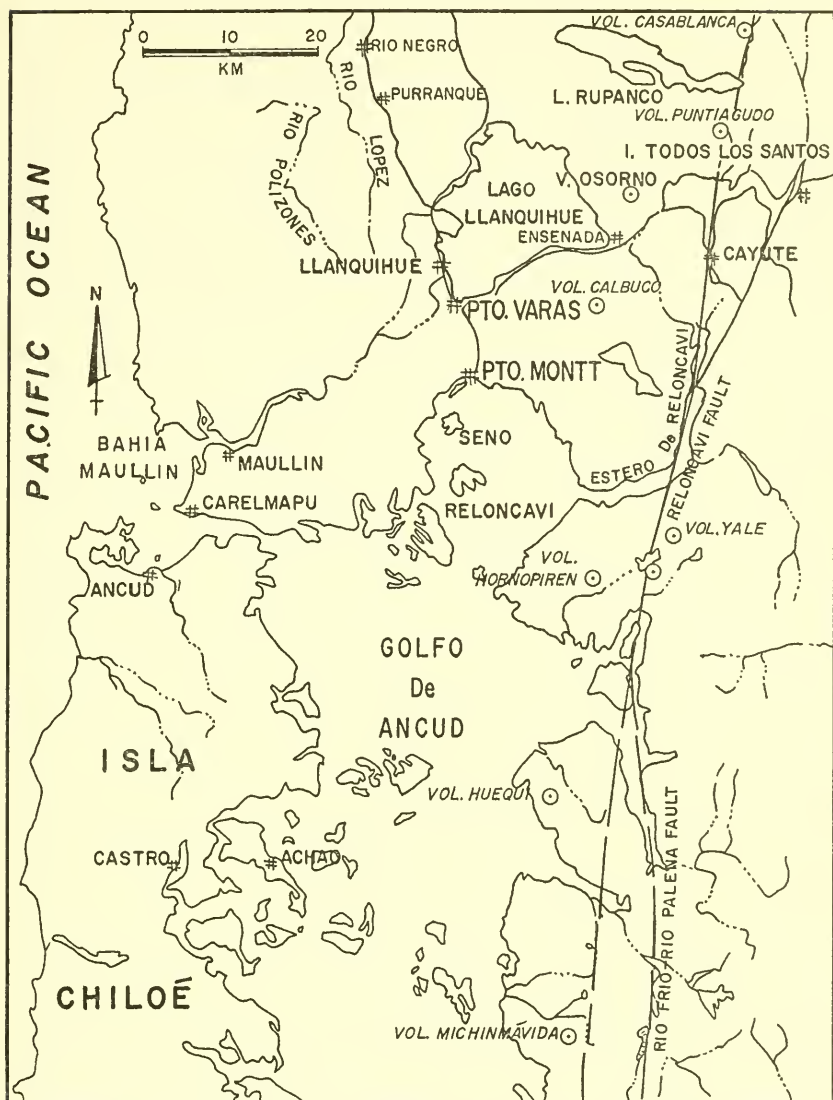 VOL. CASABLANCA
0 10 20
KM
RIO NEGRO
RIO LOPEZ
PURRANQUE
L. RUPANCO
VOL. PUNTIAGUDO
RIO POLIZONES
I. TODOS LOS SANTOS
LAGO
LLANQUIHUE
V. OSORNO
ENSENADA
PACIFIC OCEAN
LLANQUIHUE
CAYUTE
N
VOL. CALBUCO
PTO. VARAS
PTO. MONTT
ESTERO De RELONCAVI
RELONCAVI FAULT
SENO
RELONCAVI
BAHIA
MAULLIN
MAULLIN
CARELMAPU
VOL. YALE
VOL.
HORNOPIREN
ANCUD
GOLFO
De
ANCUD
ISLA
VOL. HUEQUI
CASTRO
ACHAO
RIO FRIO-RIO PALENA FAULT
CHILOÉ
VOL. MICHINMÁVIDA